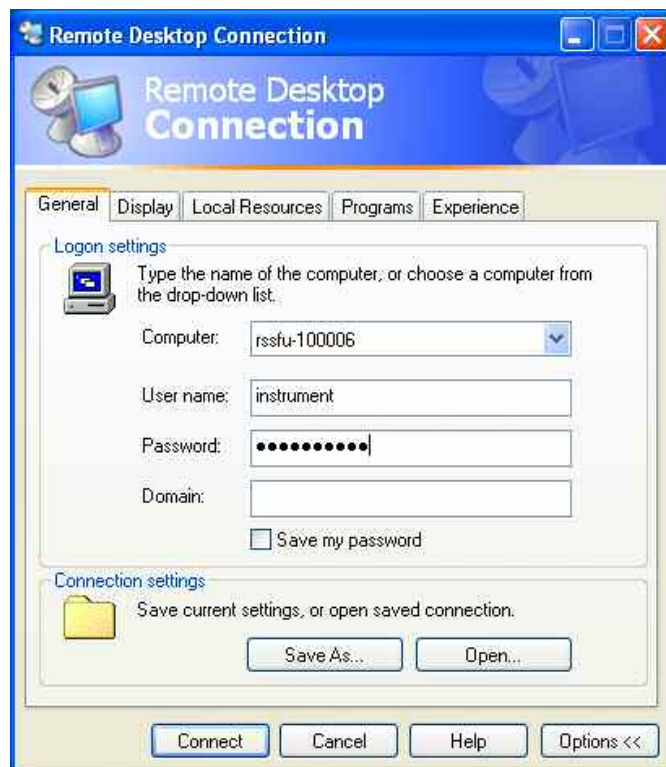 Remote Desktop Connection
Remote Desktop
Connection
General Display Local Resources Programs Experience
Logon settings
Type the name of the computer, or choose a computer from
the drop-down list.
Computer: rssfu-100006
User name: instrument
Password: ●●●●●●●●●●
Domain:
Save my password
Connection settings
Save current settings, or open saved connection.
Save As... Open...
Connect Cancel Help Options <<